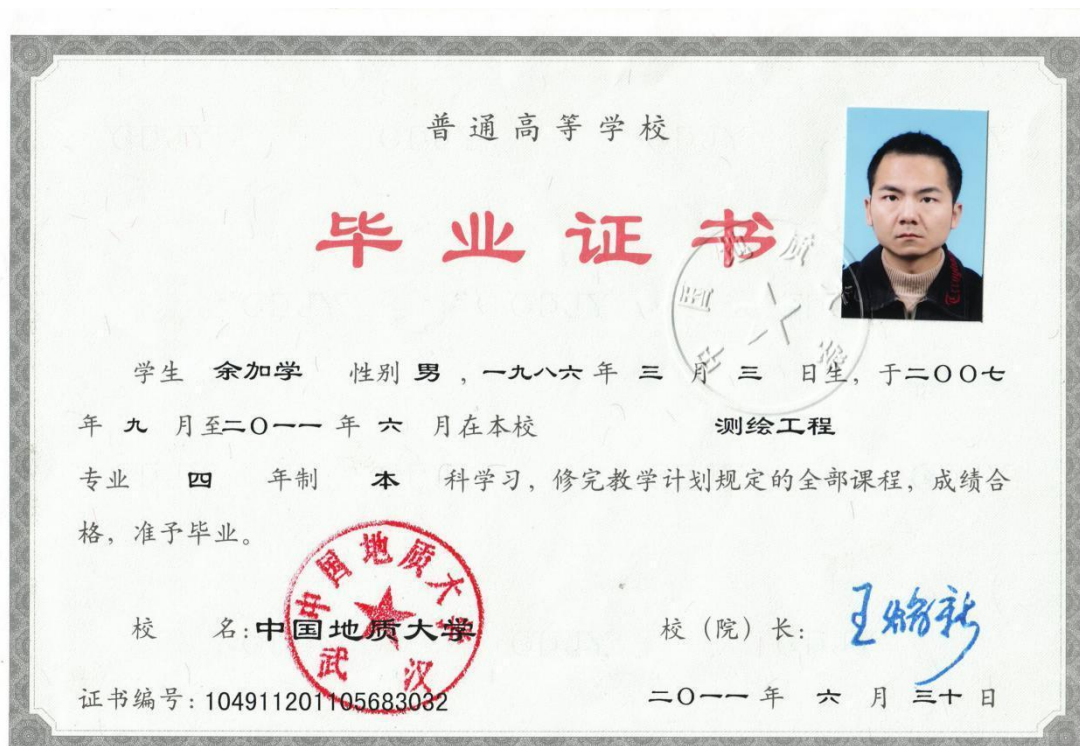 普通高等学校
毕业证书
学生 余加学 性别 男 ，一九八六 年 三 月 三 日生，于二〇〇七
年 九 月至二〇一一 年 六 月在本校 测绘工程
专业 四 年制 本 科学习，修完教学计划规定的全部课程，成绩合
格，准予毕业。
校 名：中国地质大学
中国地质大学
武汉
校（院）长：
王焰新
证书编号：104911201105683032
二〇一一 年 六 月 三十 日